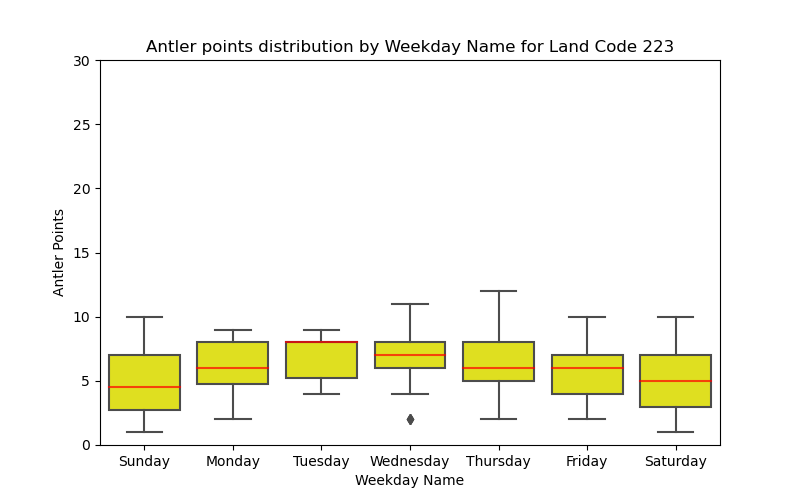 Antler points distribution by Weekday Name for Land Code 223
30
25
20
15
10
5
0
Antler Points
Sunday Monday Tuesday Wednesday Thursday Friday Saturday
Weekday Name